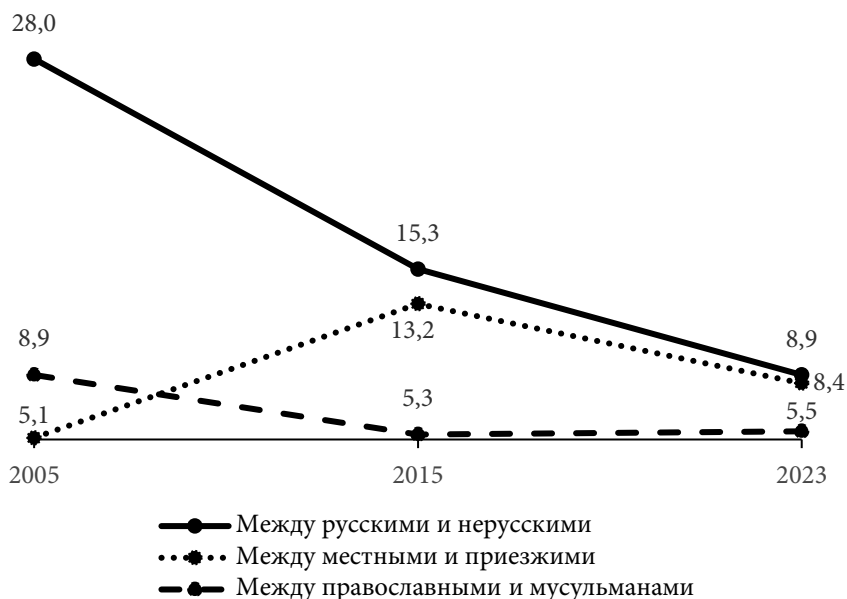 28,0
15,3
13,2
8,9
8,9
8,4
5,1
5,3
5,5
2005 2015 2023
Между русскими и нерусскими
Между местными и приезжими
Между православными и мусульманами